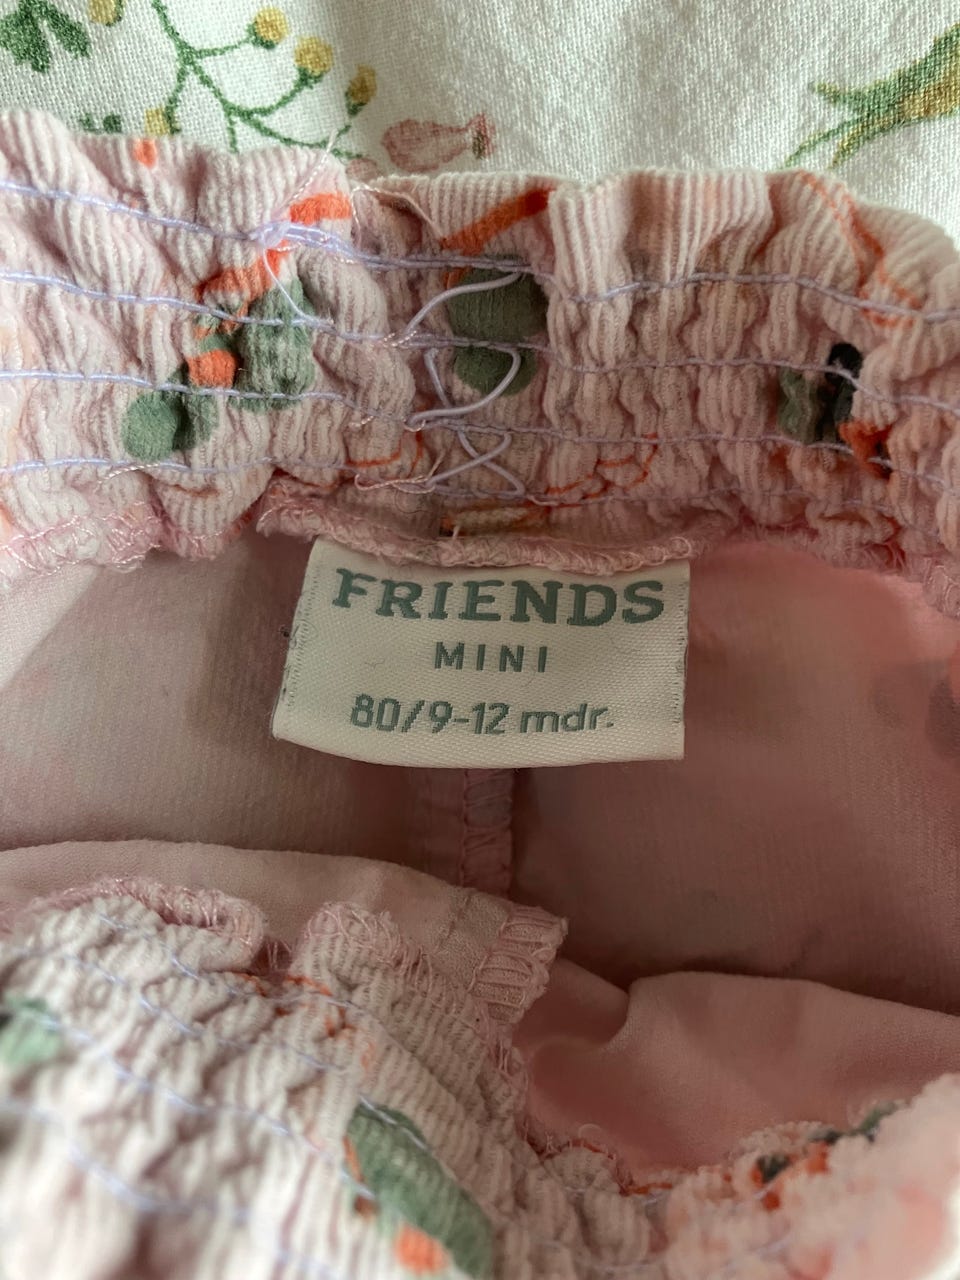 FRIENDS
MINI
80/9-12 mdr.